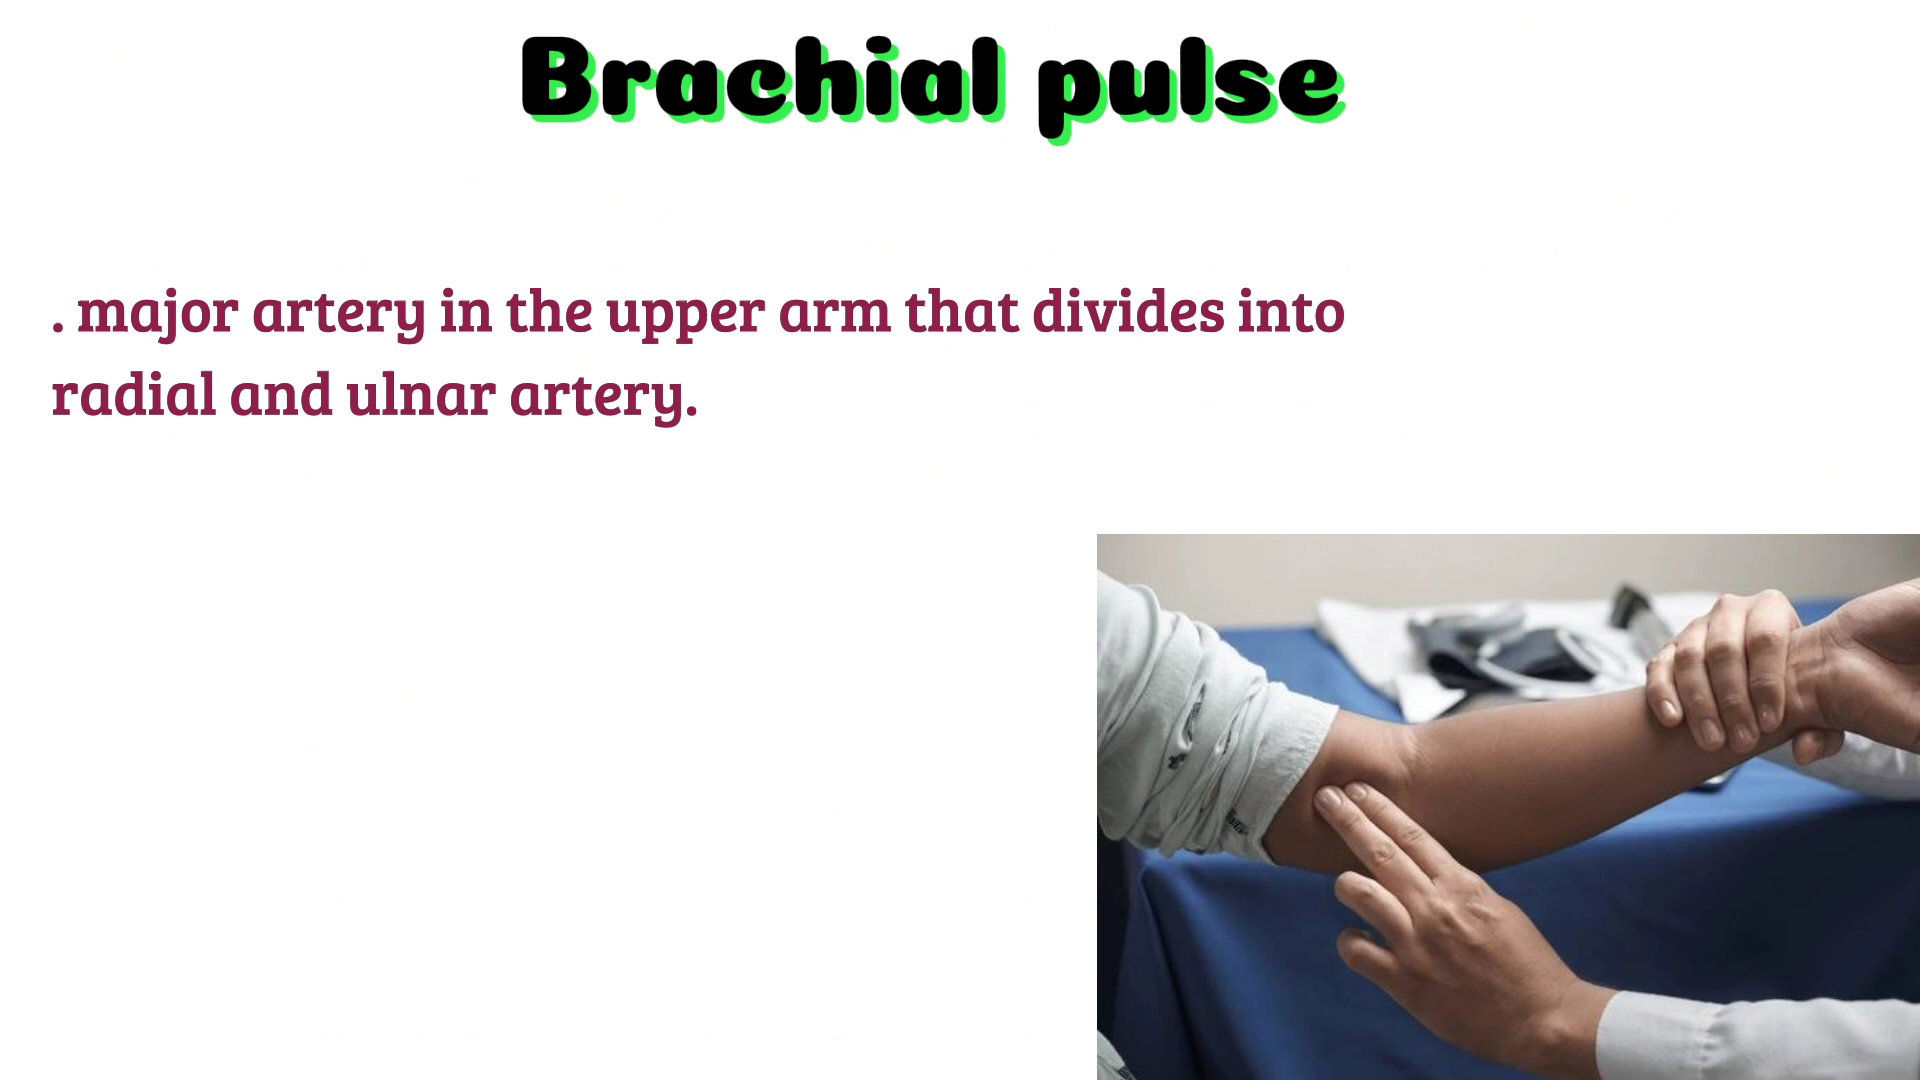 Brachial pulse
. major artery in the upper arm that divides into
radial and ulnar artery.